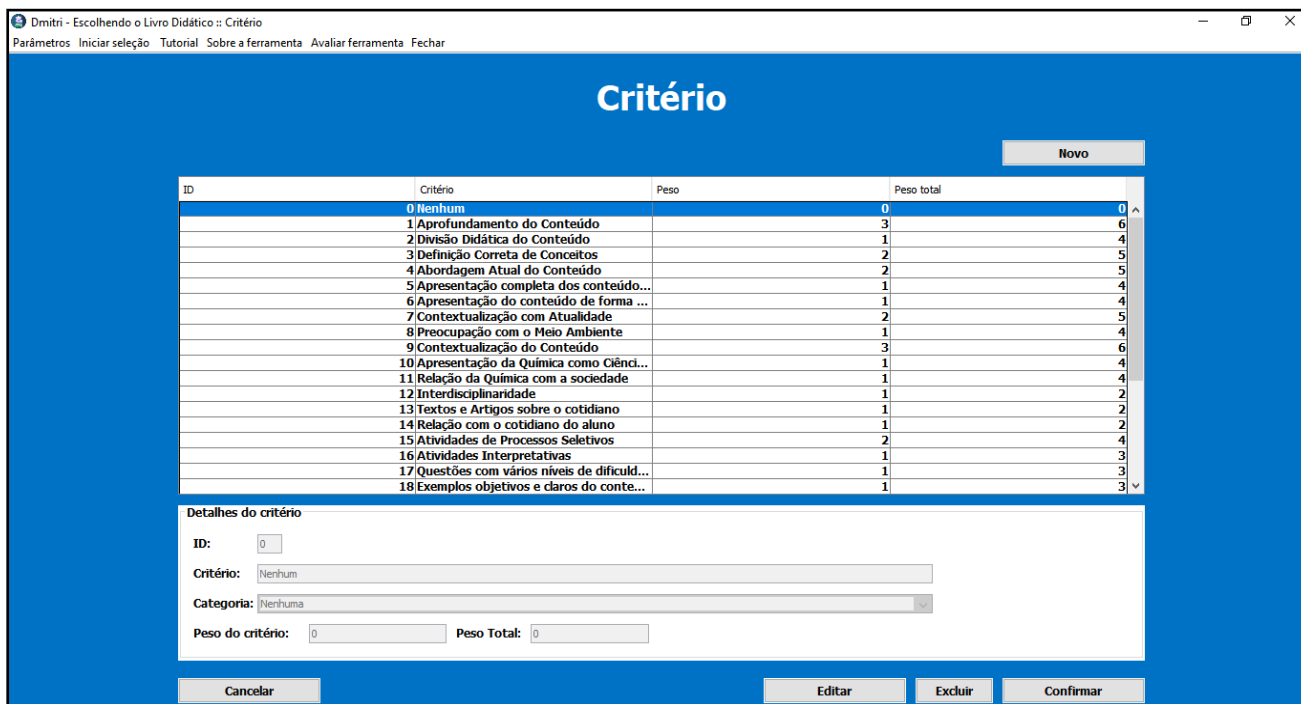 Dmitri - Escolhendo o Livro Didático :: Critério
Parâmetros Iniciar seleção Tutorial Sobre a ferramenta Avaliar ferramenta Fechar
Critério
Novo
ID Critério Peso Peso total
0 Nenhum 0 0
1 Aprofundamento do Conteúdo 3 6
2 Divisão Didática do Conteúdo 1 4
3 Definição Correta de Conceitos 2 5
4 Abordagem Atual do Conteúdo 2 5
5 Apresentação completa dos conteúdo... 1 4
6 Apresentação do conteúdo de forma ... 1 4
7 Contextualização com Atualidade 2 5
8 Preocupação com o Meio Ambiente 1 4
9 Contextualização do Conteúdo 3 6
10 Apresentação da Química como Ciênci... 1 4
11 Relação da Química com a sociedade 1 4
12 Interdisciplinaridade 1 2
13 Textos e Artigos sobre o cotidiano 1 2
14 Relação com o cotidiano do aluno 1 2
15 Atividades de Processos Seletivos 2 4
16 Atividades Interpretativas 1 3
17 Questões com vários níveis de dificuld... 1 3
18 Exemplos objetivos e claros do conte... 1 3
Detalhes do critério
ID: 0
Critério: Nenhum
Categoria: Nenhuma
Peso do critério: 0 Peso Total: 0
Cancelar Editar Excluir Confirmar